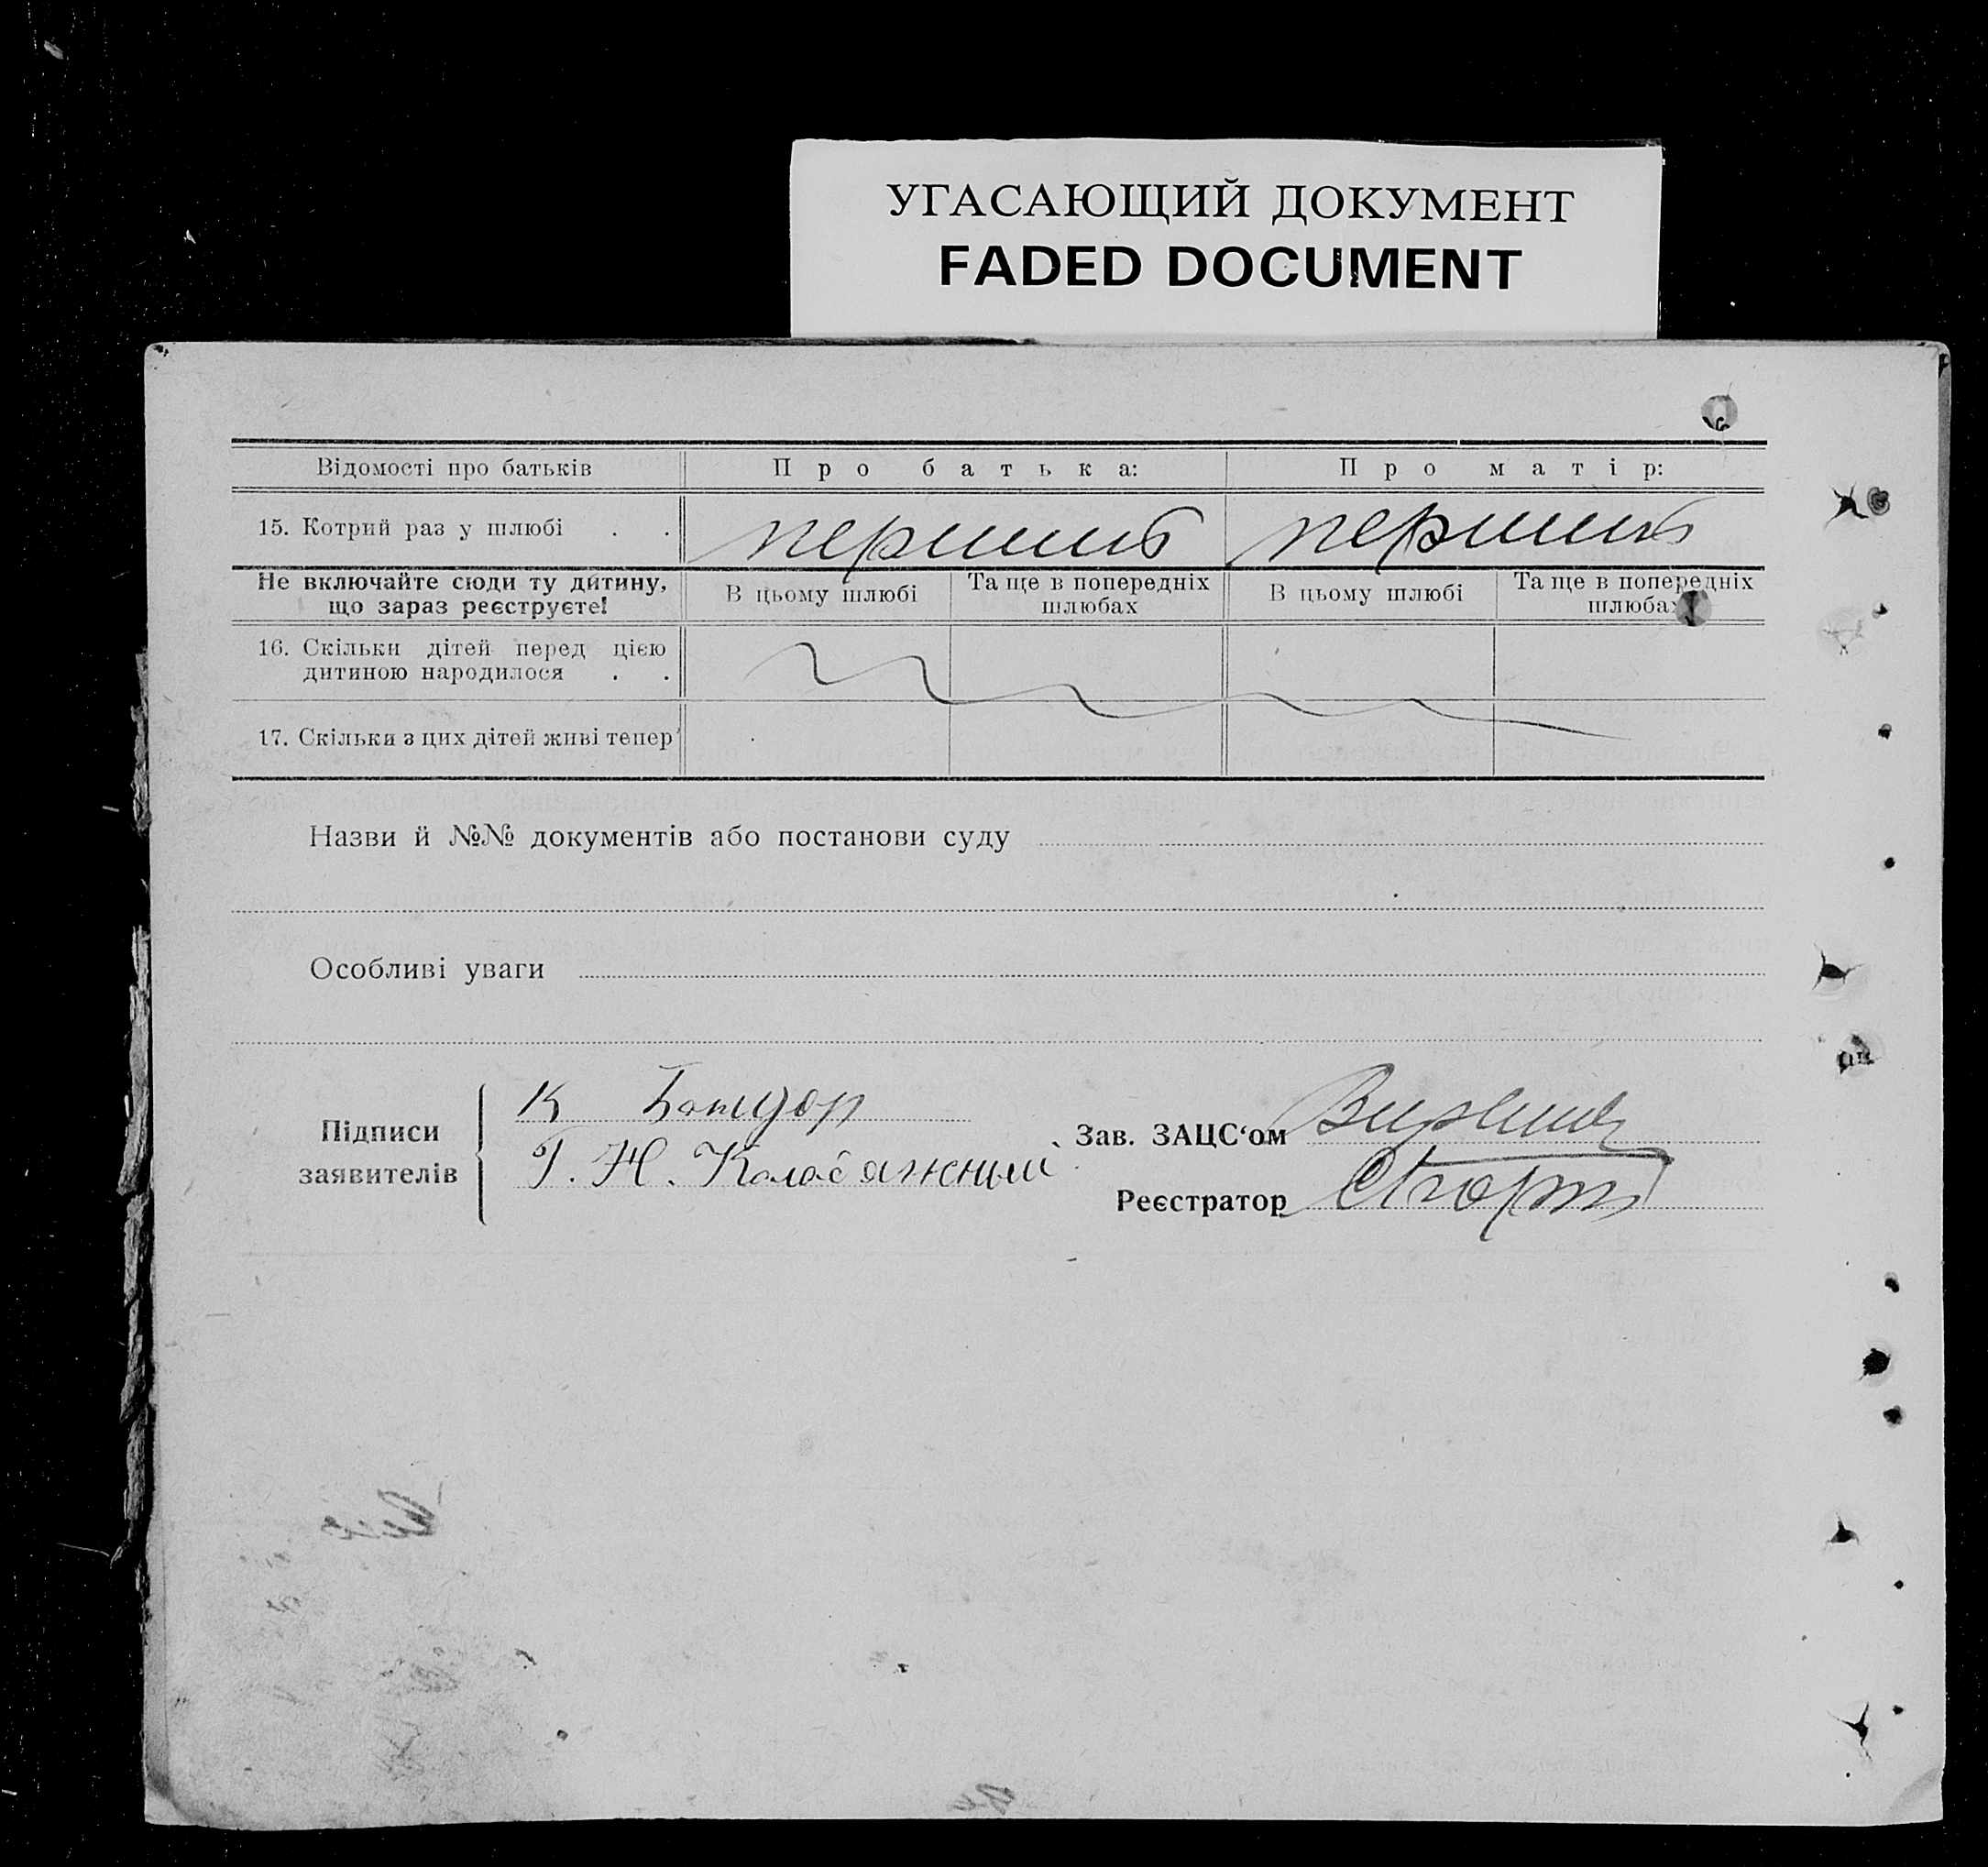 УГАСАЮЩИЙ ДОКУМЕНТ
FADED DOCUMENT
Відомості про батьків Про батька: Про матір:
15. Котрий раз у шлюбі . . перший перший
Не включайте сюди ту дитину, що зараз реєструєте! В цьому шлюбі Та ще в попередніх шлюбах В цьому шлюбі Та ще в попередніх шлюбах
16. Скільки дітей перед цією
дитиною народилося . .
17. Скільки з цих дітей живі тепер
Назви й №№ документів або постанови суду
Особливі уваги
Підписи
заявителів
К
Г. Н.
Зав. ЗАЦС‘ом
Реєстратор